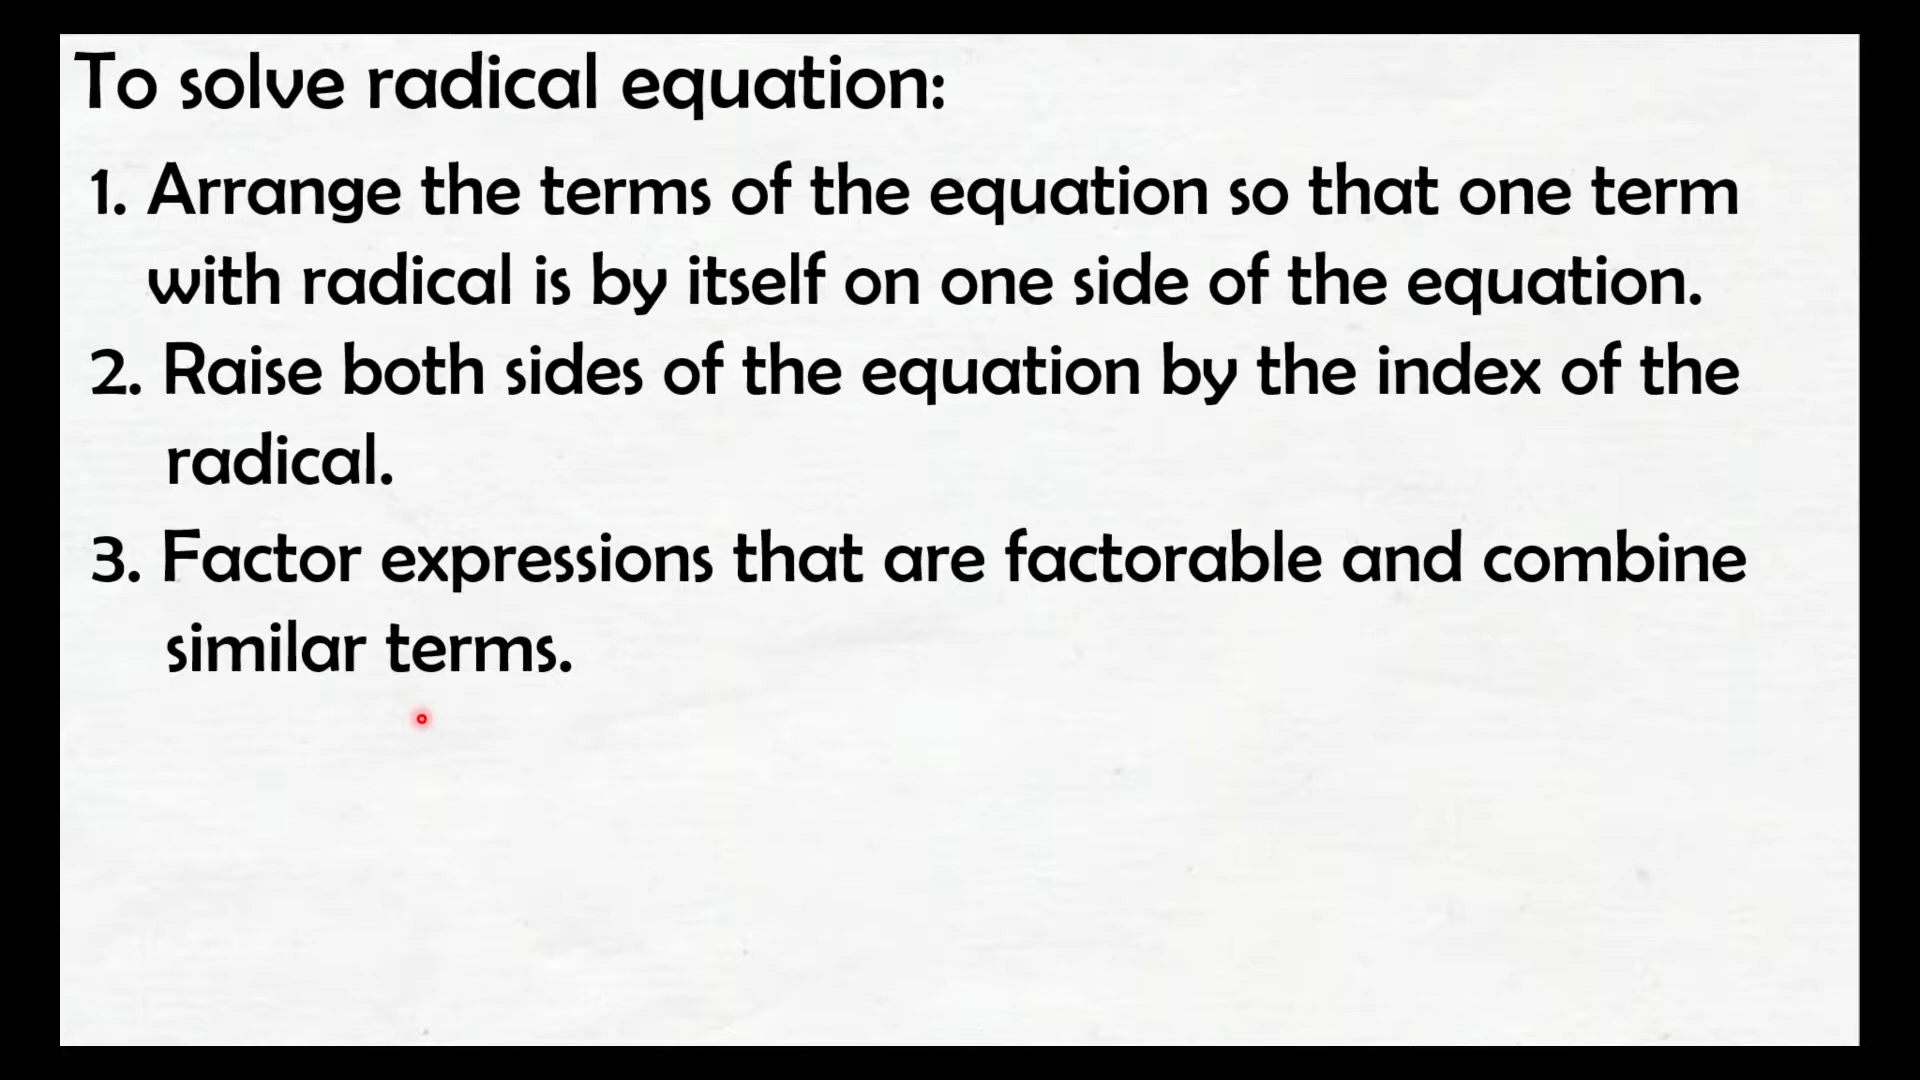 To solve radical equation:
1. Arrange the terms of the equation so that one term
with radical is by itself on one side of the equation.
2. Raise both sides of the equation by the index of the
radical.
3. Factor expressions that are factorable and combine
similar terms.